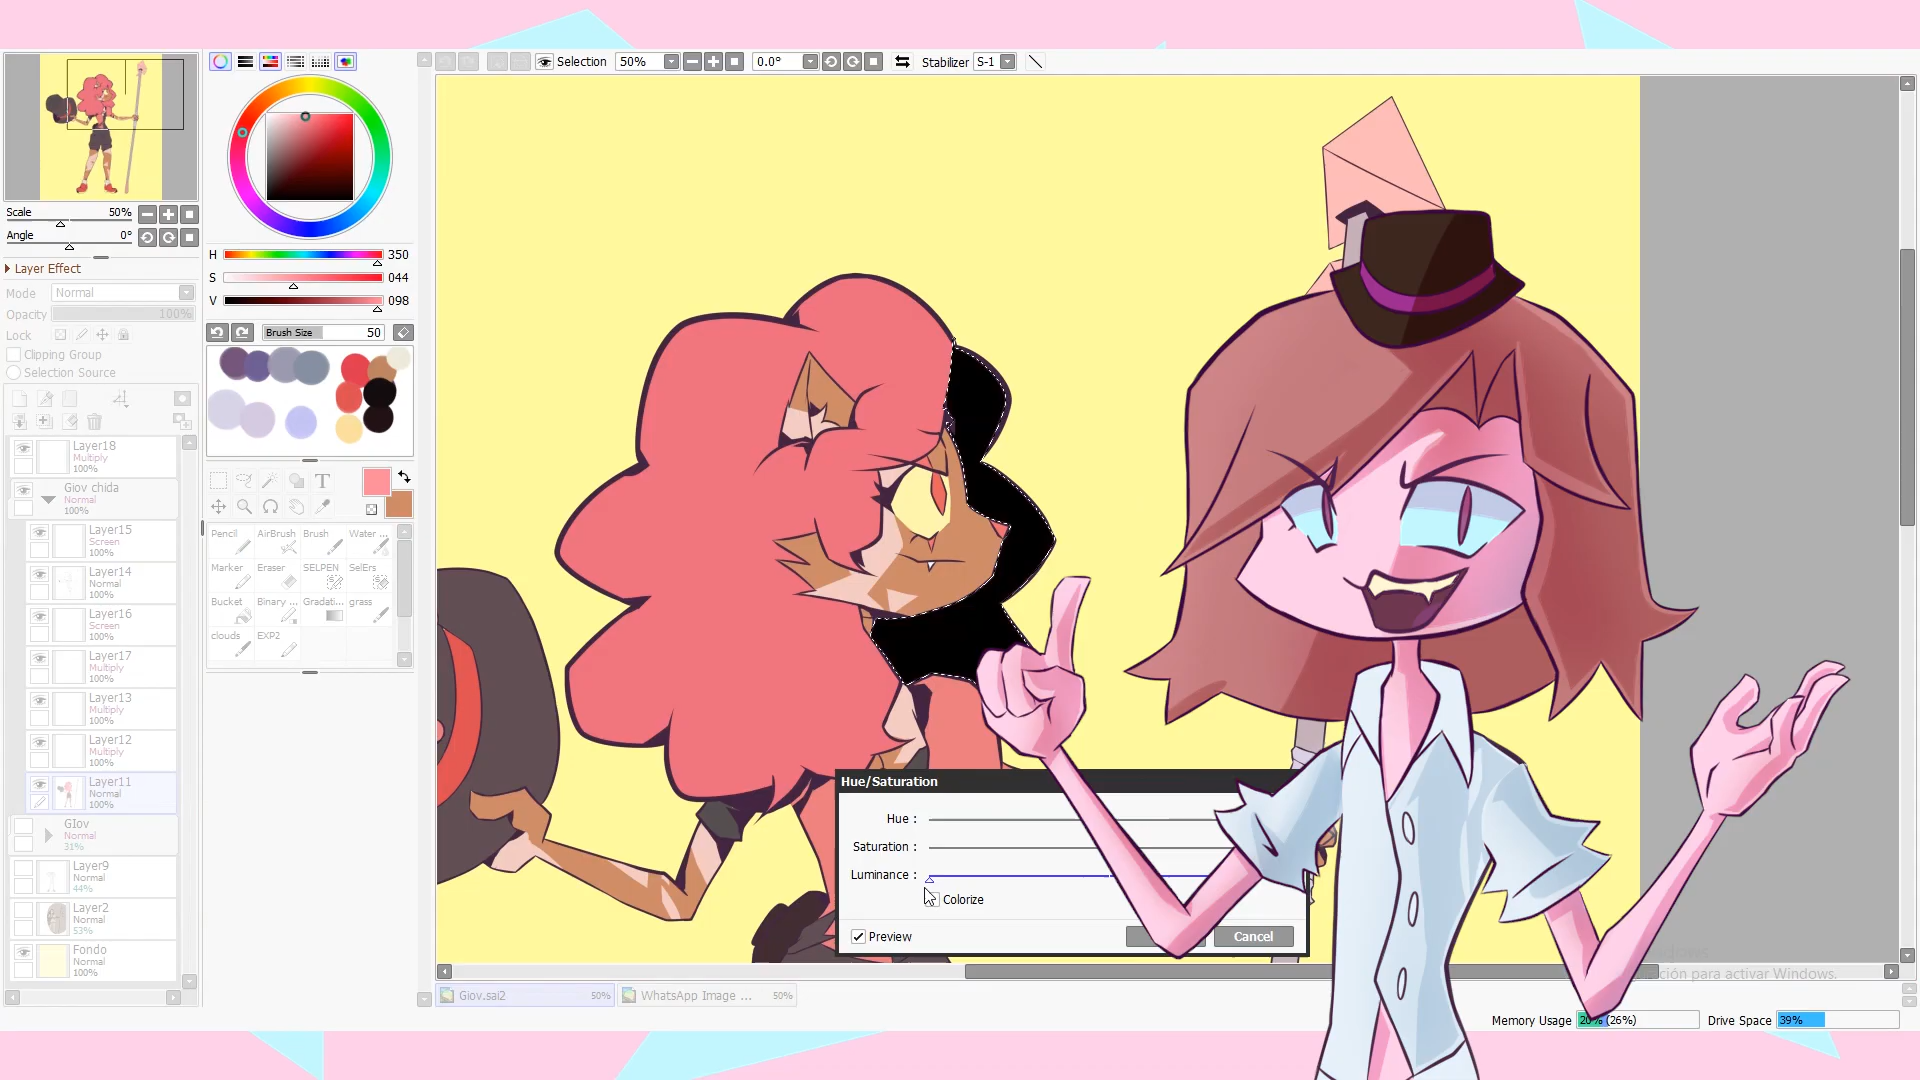 Selection 50% 0.0° Stabilizer S-1
Scale 50%
Angle 0°
Layer Effect
Mode Normal
Opacity 100%
Lock
Clipping Group
Selection Source
Layer18
Multiply
100%
Giov chida
Normal
100%
Layer15
Screen
100%
Layer14
Normal
100%
Layer16
Screen
100%
Layer17
Multiply
100%
Layer13
Multiply
100%
Layer12
Multiply
100%
Layer11
Normal
100%
GIov
Normal
31%
Layer9
Normal
44%
Layer2
Normal
53%
Fondo
Normal
100%
H 350
S 044
V 098
Brush Size 50
T
Pencil AirBrush Brush Water ...
Marker Eraser SELPEN SelErs
Bucket Binary ... Gradati... grass
clouds EXP2
Hue/Saturation
Hue :
Saturation :
Luminance :
Colorize
Preview
Cancel
ción para activar Windows.
Giov.sai2 50% WhatsApp Image ... 50%
Memory Usage 20% (26%) Drive Space 39%